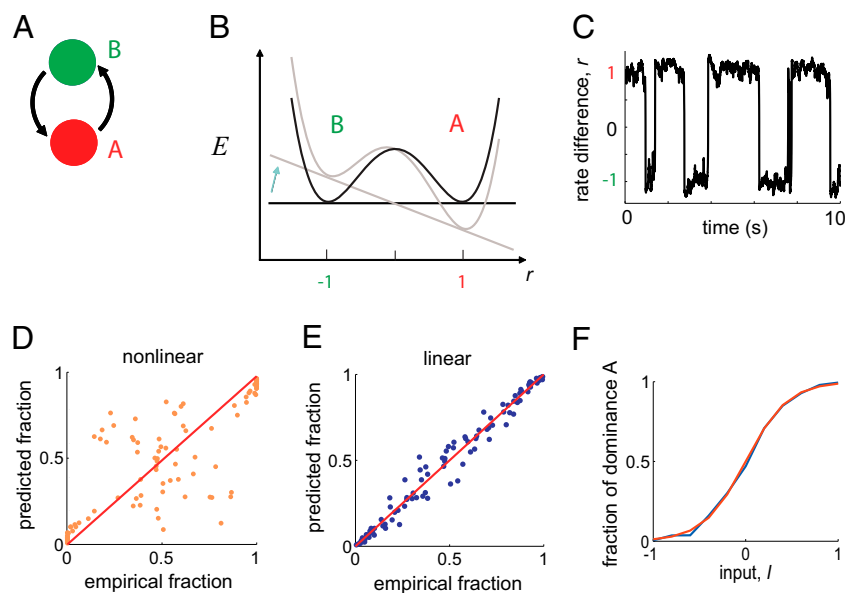 A
B
A
B
E
B
A
-1
1
r
C
rate difference, r
1
0
-1
0
10
time (s)
D
nonlinear
predicted fraction
1
0.5
0
0
0.5
1
empirical fraction
E
linear
predicted fraction
1
0.5
0
0
0.5
1
empirical fraction
F
fraction of dominance A
1
0.5
0
-1
0
1
input, I